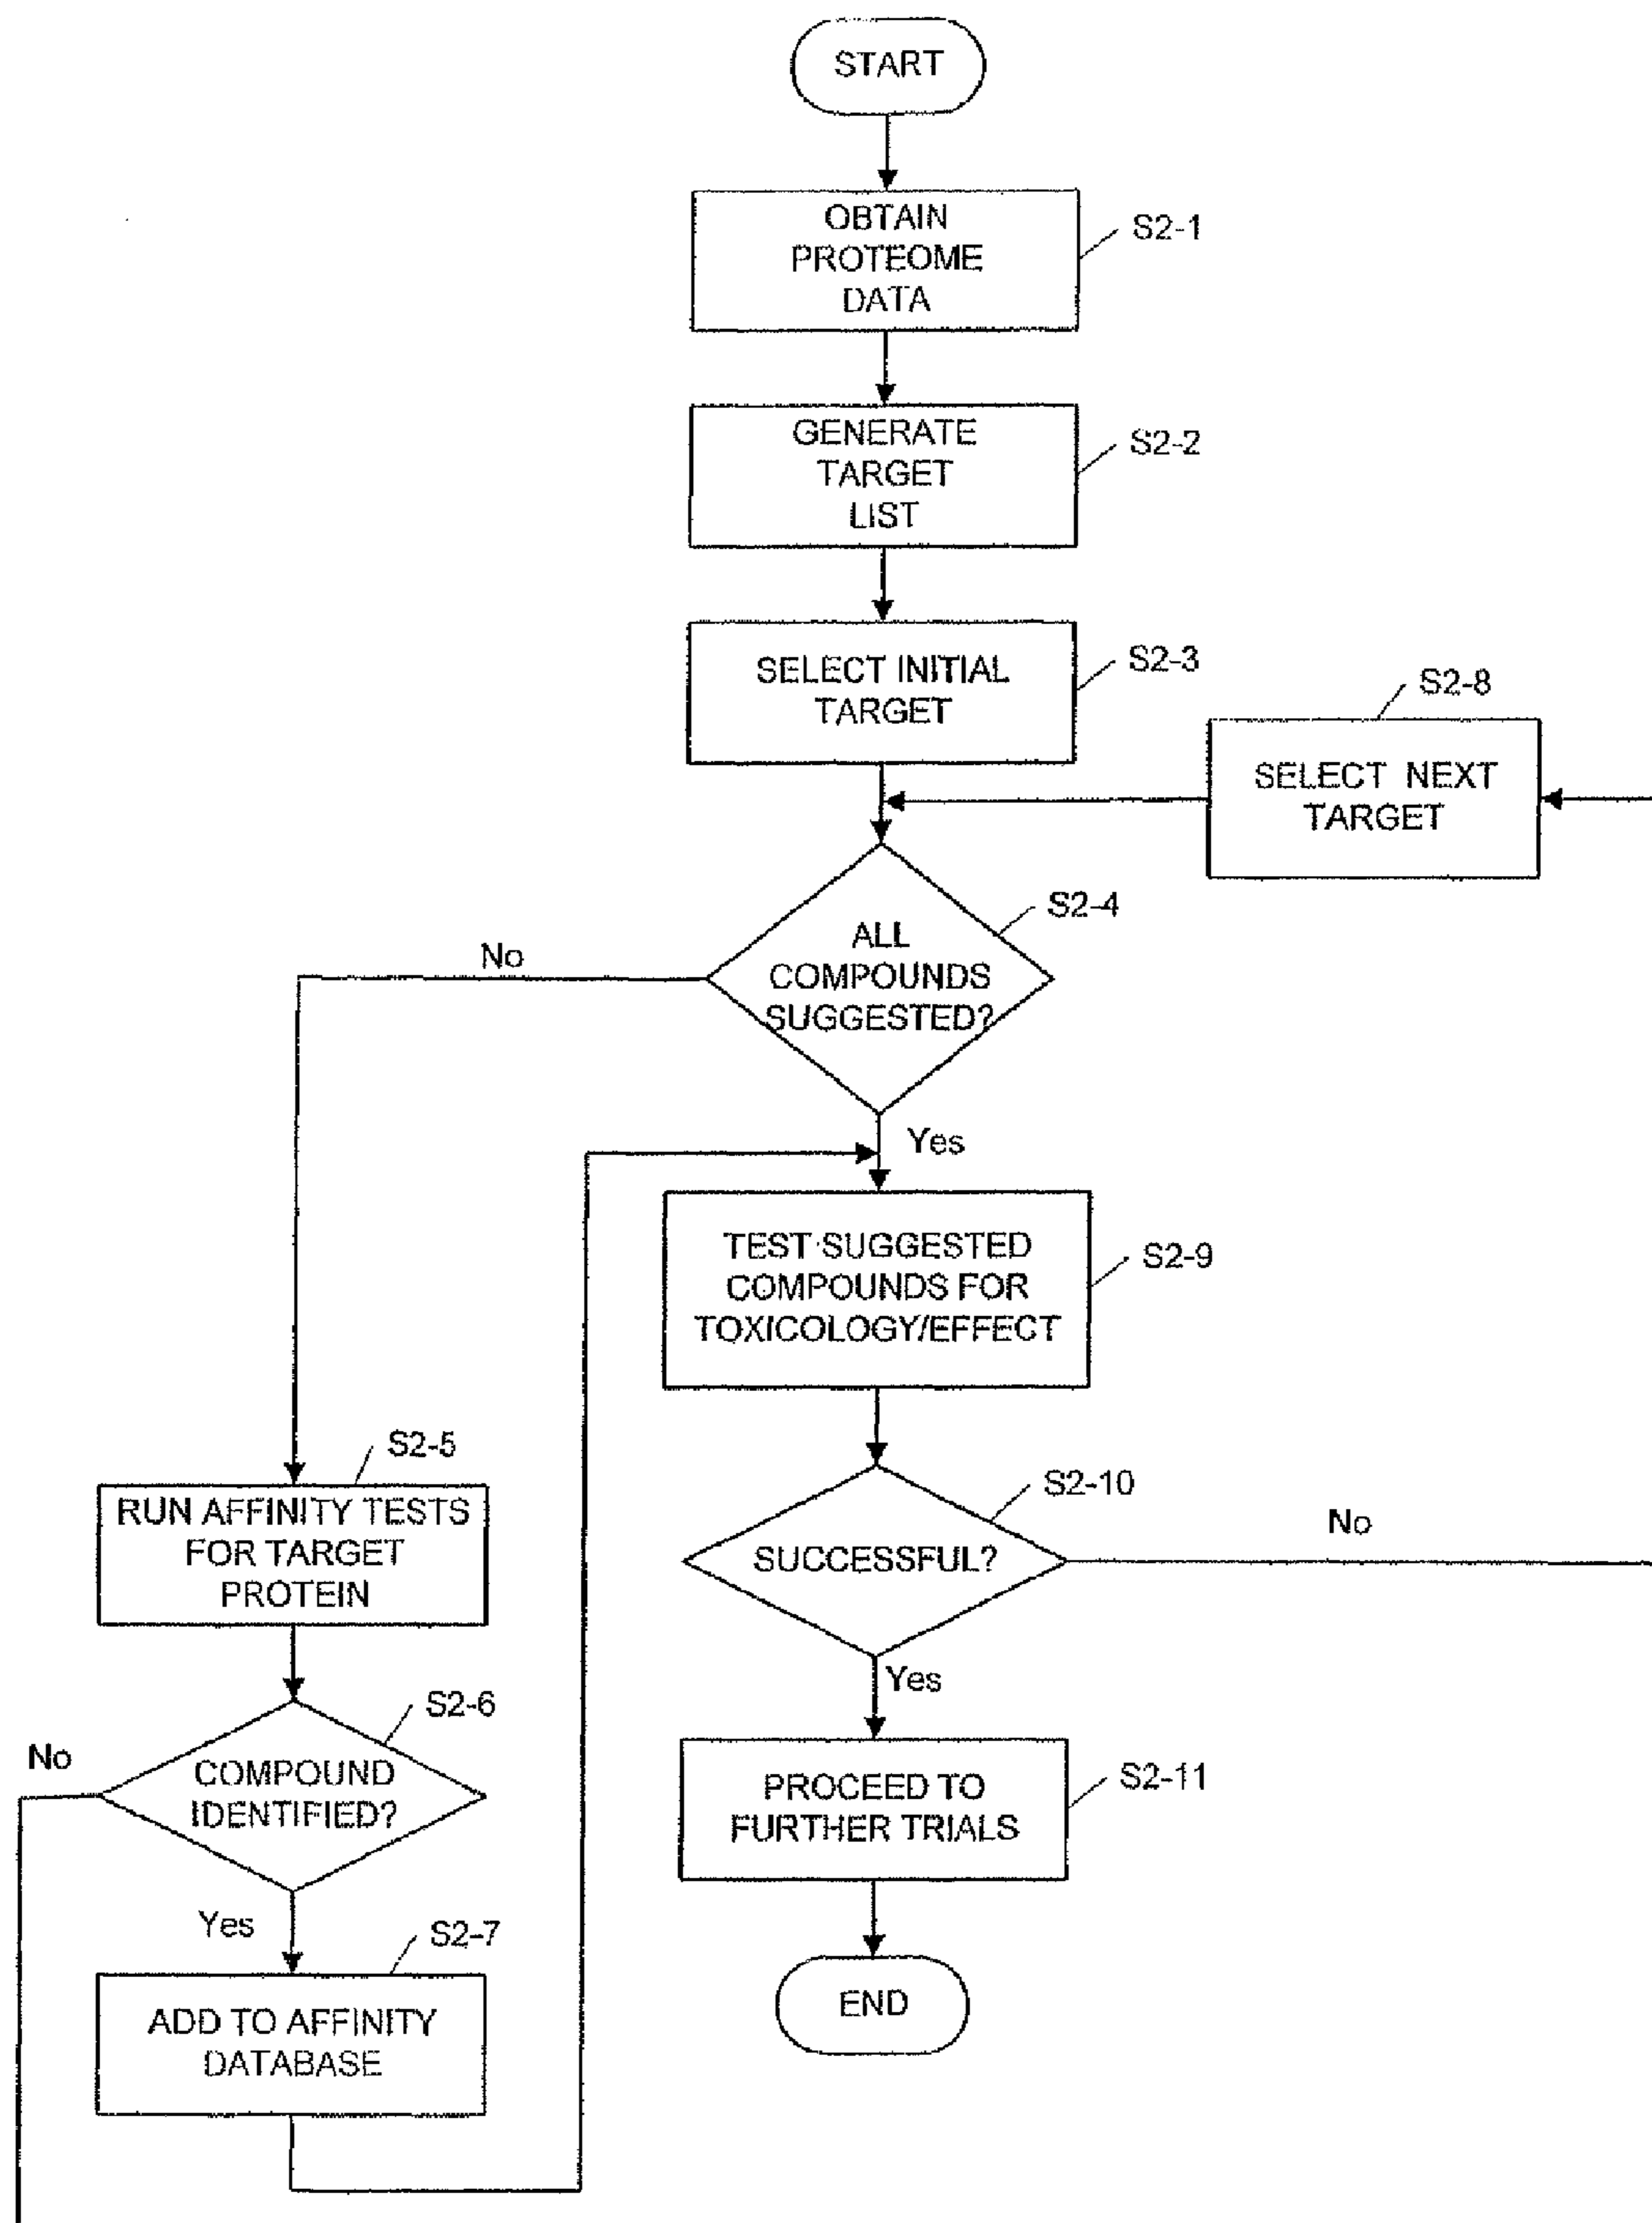 START
OBTAIN
PROTEOME
DATA
S2-1
GENERATE
TARGET
LIST
S2-2
SELECT INITIAL
TARGET
S2-3
S2-8
SELECT NEXT
TARGET
S2-4
ALL
COMPOUNDS
SUGGESTED?
No
Yes
TEST SUGGESTED
COMPOUNDS FOR
TOXICOLOGY/EFFECT
S2-9
S2-5
RUN AFFINITY TESTS
FOR TARGET
PROTEIN
S2-10
SUCCESSFUL?
No
Yes
S2-6
COMPOUND
IDENTIFIED?
No
Yes
PROCEED TO
FURTHER TRIALS
S2-11
S2-7
ADD TO AFFINITY
DATABASE
END